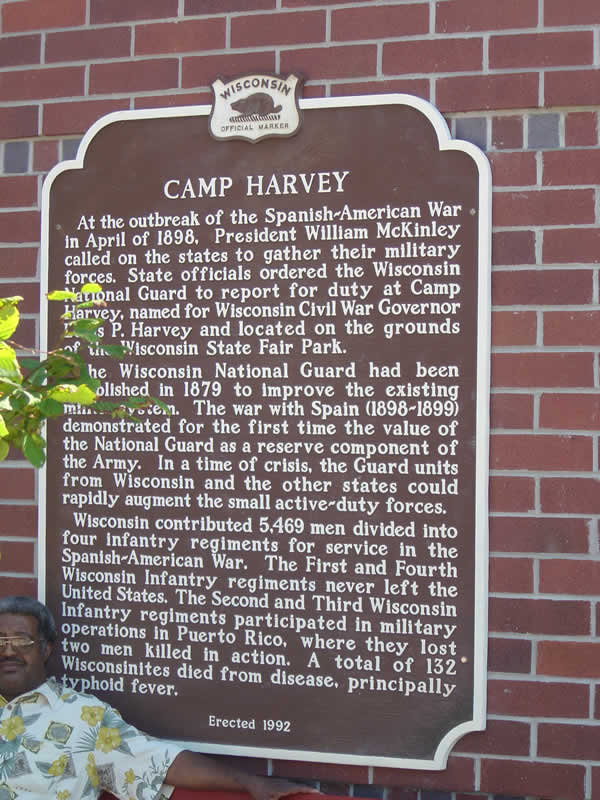 WISCONSIN
OFFICIAL MARKER
CAMP HARVEY
At the outbreak of the Spanish-American War
in April of 1898, President William McKinley
called on the states to gather their military
forces. State officials ordered the Wisconsin
National Guard to report for duty at Camp
Harvey, named for Wisconsin Civil War Governor
P. Harvey and located on the grounds
of the Wisconsin State Fair Park.
The Wisconsin National Guard had been
in 1879 to improve the existing
system. The war with Spain (1898-1899)
demonstrated for the first time the value of
the National Guard as a reserve component of
the Army. In a time of crisis, the Guard units
from Wisconsin and the other states could
rapidly augment the small active-duty forces.
Wisconsin contributed 5,469 men divided into
four infantry regiments for service in the
Spanish-American War. The First and Fourth
Wisconsin Infantry regiments never left the
United States. The Second and Third Wisconsin
Infantry regiments participated in military
operations in Puerto Rico, where they lost
two men killed in action. A total of 132
Wisconsinites died from disease, principally
typhoid fever.
Erected 1992